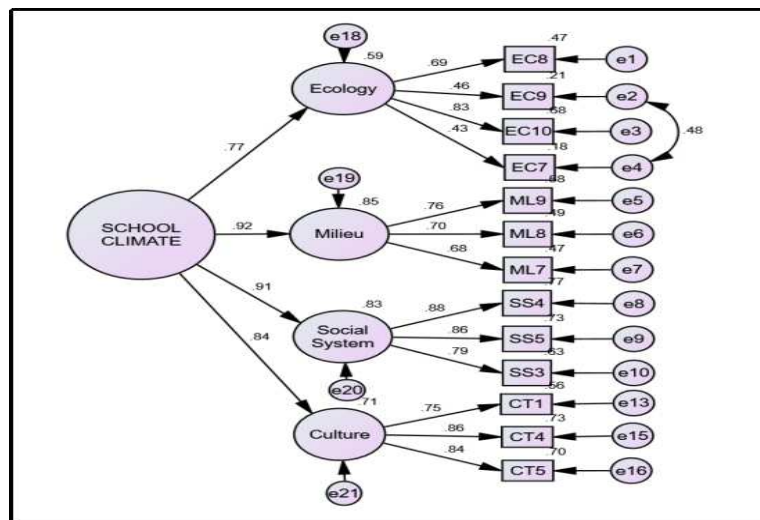 e18
.59
Ecology
.77
.69
.46
.83
.43
.47
EC8
e1
.21
EC9
e2
.68
EC10
e3
.48
.18
EC7
e4
SCHOOL
CLIMATE
.92
e19
.85
Milieu
.76
.70
.68
.58
ML9
e5
.49
ML8
e6
.47
ML7
e7
.91
.83
Social
System
e20
.88
.86
.79
.77
SS4
e8
.73
SS5
e9
.63
SS3
e10
.84
.71
Culture
e21
.75
.86
.84
.56
CT1
e13
.73
CT4
e15
.70
CT5
e16